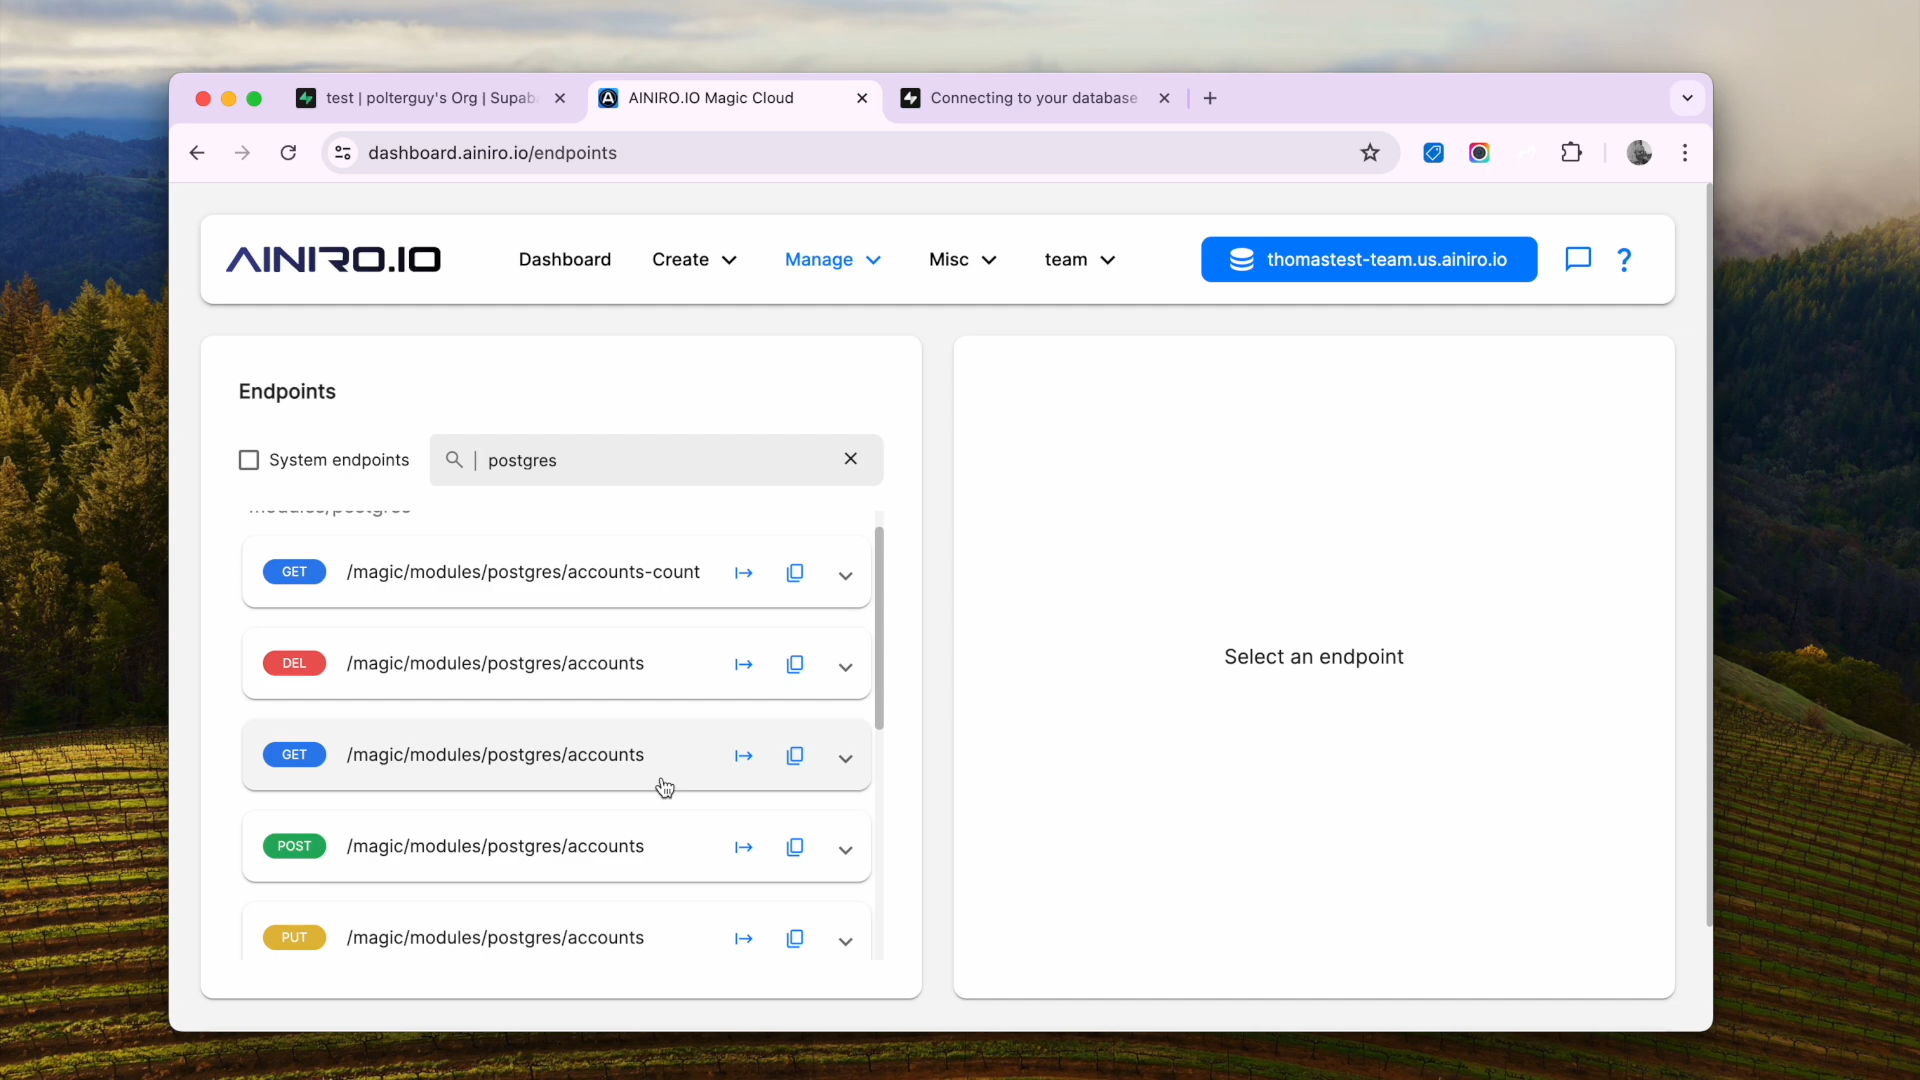 test | polterguy's Org | Supab
AINIRO.IO Magic Cloud
Connecting to your database
dashboard.ainiro.io/endpoints
AINIRO.IO
Dashboard
Create
Manage
Misc
team
thomastest-team.us.ainiro.io
?
Endpoints
System endpoints
postgres
modules/postgres
GET /magic/modules/postgres/accounts-count
DEL /magic/modules/postgres/accounts
GET /magic/modules/postgres/accounts
POST /magic/modules/postgres/accounts
PUT /magic/modules/postgres/accounts
Select an endpoint